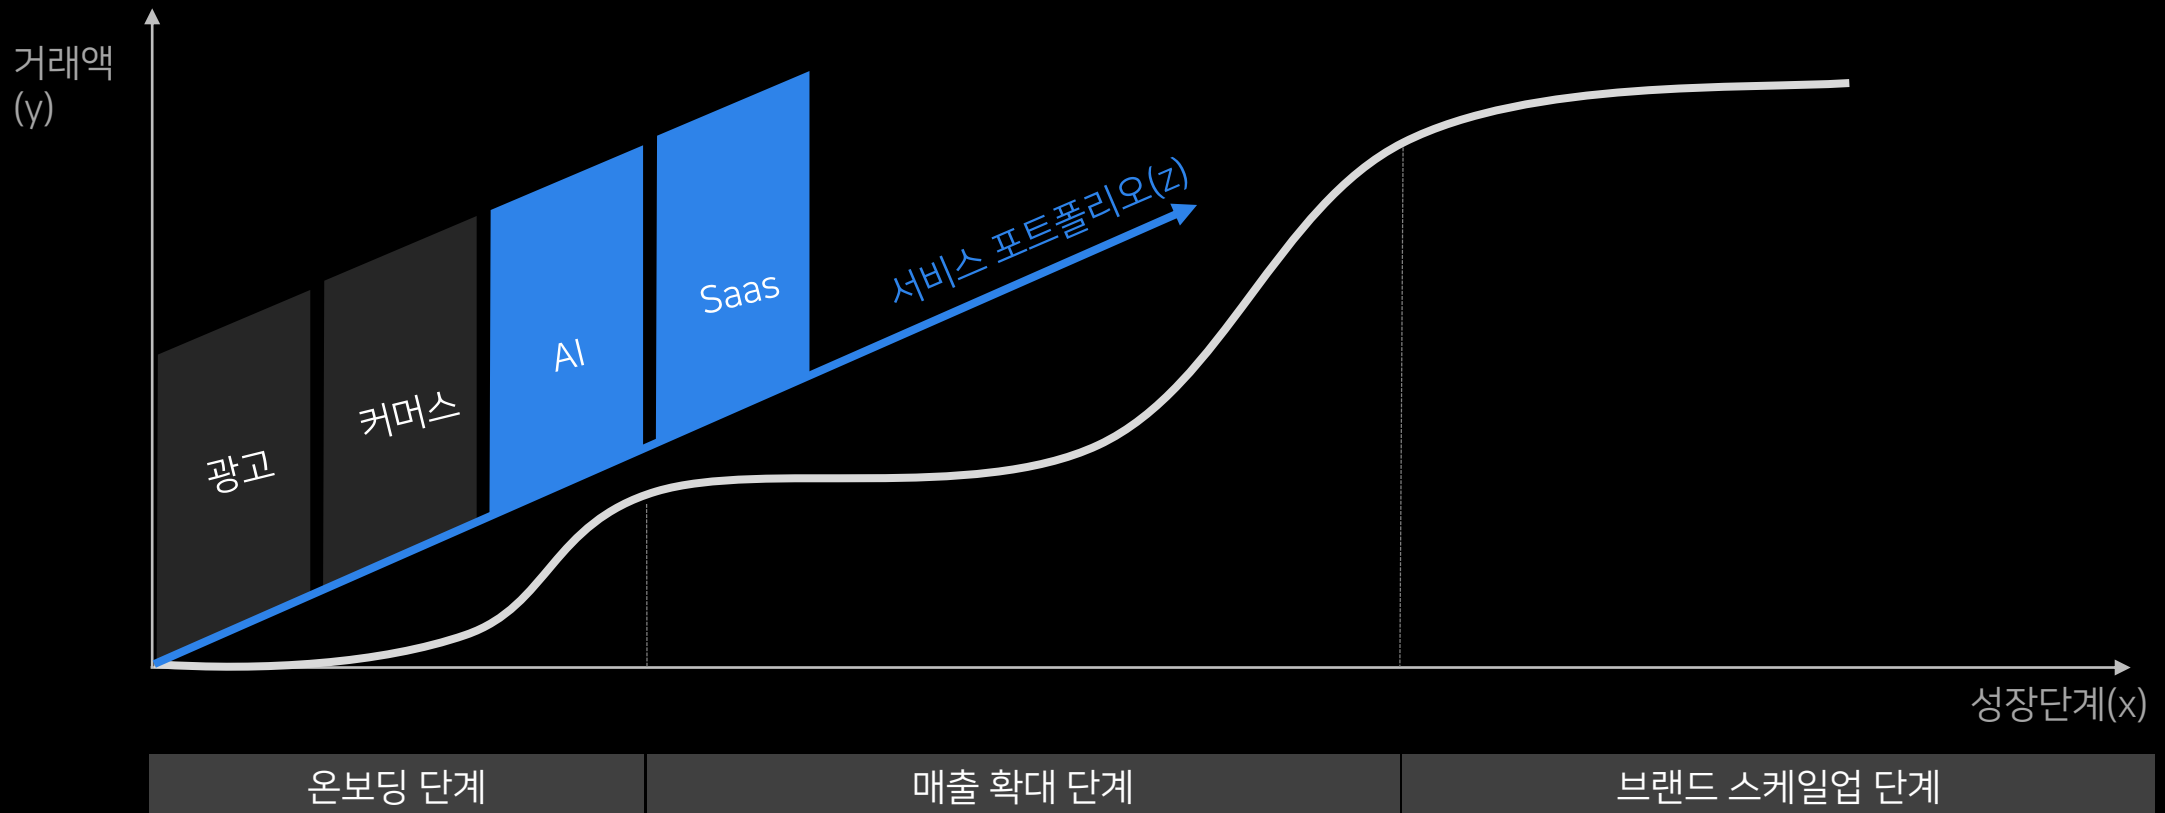 거래액
(y)
광고
커머스
AI
Saas
서비스 포트폴리오(z)
성장단계(x)
온보딩 단계
매출 확대 단계
브랜드 스케일업 단계